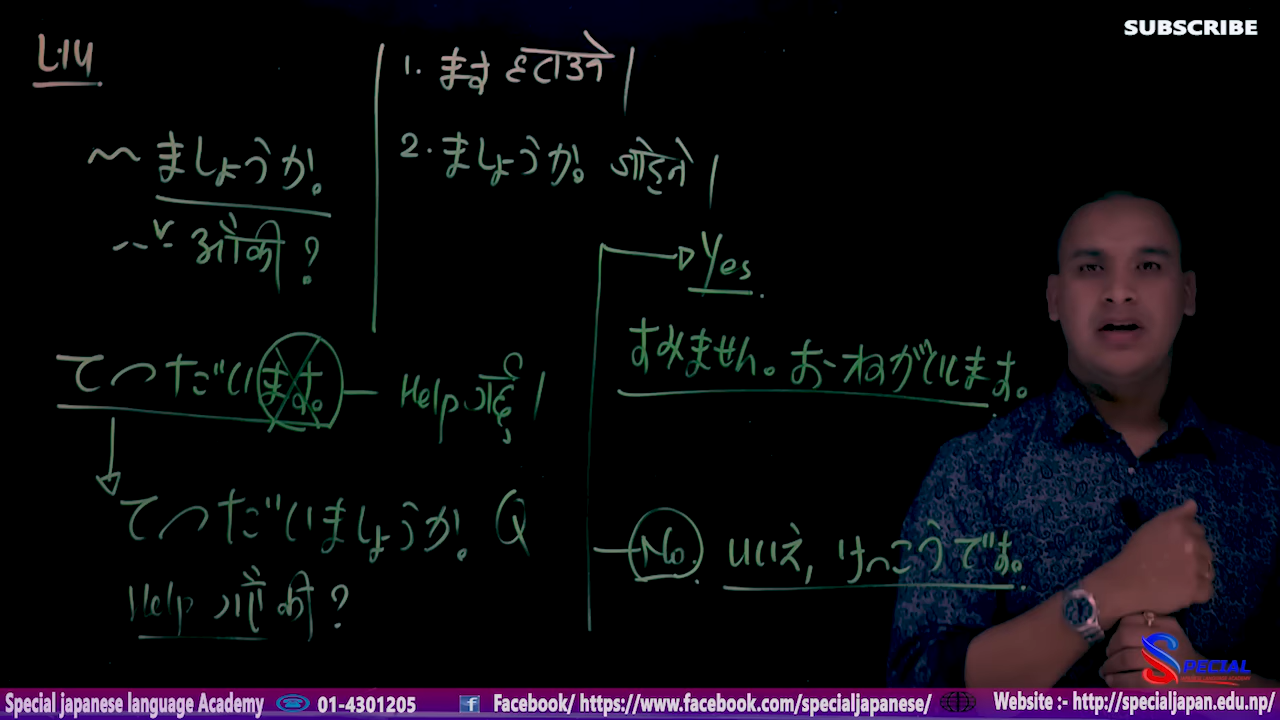 SUBSCRIBE
L14
~ ましょうか。
ओं की ?
1. ます हटाउने |
2. ましょうか。 जोड्ने |
てつだいます。 — Help गर्छु |
てつだいましょうか。 Q
Help गरौं की ?
Yes
すみません。おーねがいします。
No. いいえ, けっこうです。
SPECIAL
Special japanese language Academy 01-4301205 Facebook/ https://www.facebook.com/specialjapanese/ Website :- http://specialjapan.edu.np/